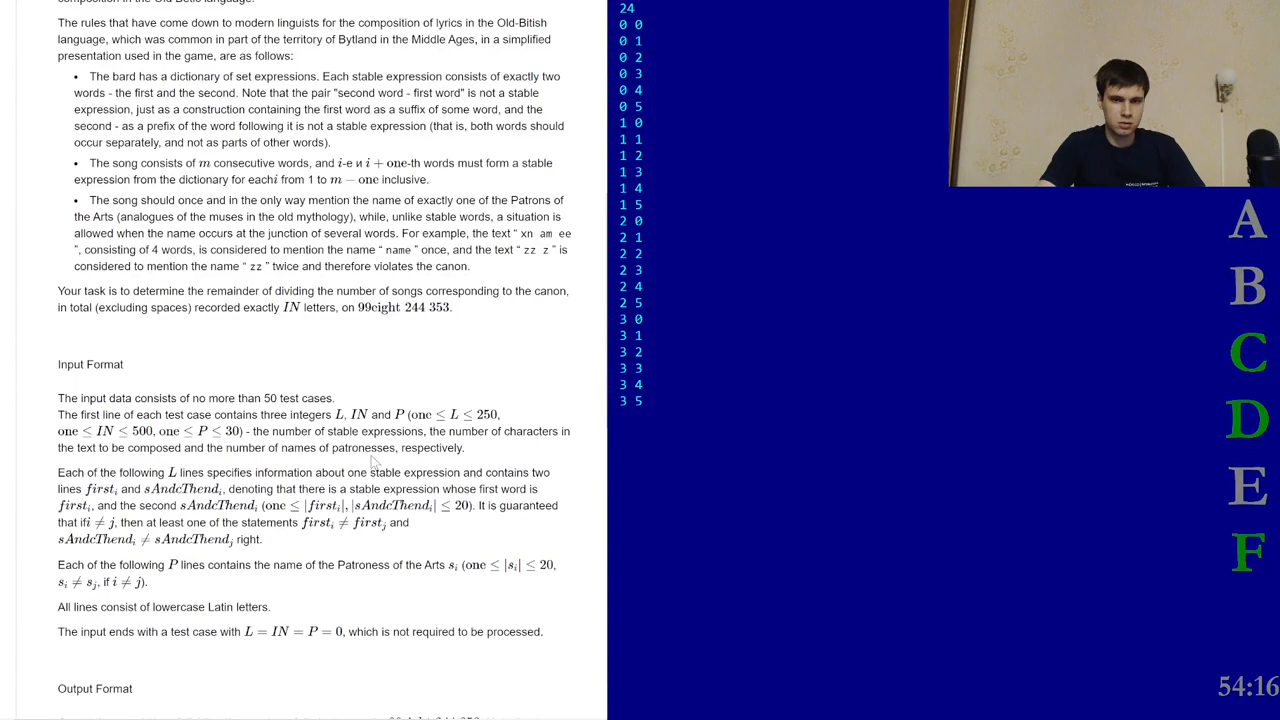 The rules that have come down to modern linguists for the composition of lyrics in the Old-Bitish
language, which was common in part of the territory of Bytland in the Middle Ages, in a simplified
presentation used in the game, are as follows:
• The bard has a dictionary of set expressions. Each stable expression consists of exactly two
words - the first and the second. Note that the pair "second word - first word" is not a stable
expression, just as a construction containing the first word as a suffix of some word, and the
second - as a prefix of the word following it is not a stable expression (that is, both words should
occur separately, and not as parts of other words).
• The song consists of m consecutive words, and i-e и i + one-th words must form a stable
expression from the dictionary for eachi from 1 to m − one inclusive.
• The song should once and in the only way mention the name of exactly one of the Patrons of
the Arts (analogues of the muses in the old mythology), while, unlike stable words, a situation is
allowed when the name occurs at the junction of several words. For example, the text " xn am ee
", consisting of 4 words, is considered to mention the name “ name ” once, and the text “ zz z ” is
considered to mention the name “ zz ” twice and therefore violates the canon.
Your task is to determine the remainder of dividing the number of songs corresponding to the canon,
in total (excluding spaces) recorded exactly IN letters, on 99eight 244 353.
Input Format
The input data consists of no more than 50 test cases.
The first line of each test case contains three integers L, IN and P (one ≤ L ≤ 250,
one ≤ IN ≤ 500, one ≤ P ≤ 30) - the number of stable expressions, the number of characters in
the text to be composed and the number of names of patronesses, respectively.
Each of the following L lines specifies information about one stable expression and contains two
lines first_i and sAndcThend_i, denoting that there is a stable expression whose first word is
first_i, and the second sAndcThend_i (one ≤ |first_i|, |sAndcThend_i| ≤ 20). It is guaranteed
that ifi ≠ j, then at least one of the statements first_i ≠ first_j and
sAndcThend_i ≠ sAndcThend_j right.
Each of the following P lines contains the name of the Patroness of the Arts s_i (one ≤ |s_i| ≤ 20,
s_i ≠ s_j, if i ≠ j).
All lines consist of lowercase Latin letters.
The input ends with a test case with L = IN = P = 0, which is not required to be processed.
Output Format
24
0 0
0 1
0 2
0 3
0 4
0 5
1 0
1 1
1 2
1 3
1 4
1 5
2 0
2 1
2 2
2 3
2 4
2 5
3 0
3 1
3 2
3 3
3 4
3 5
A
B
C
D
E
F
54:16